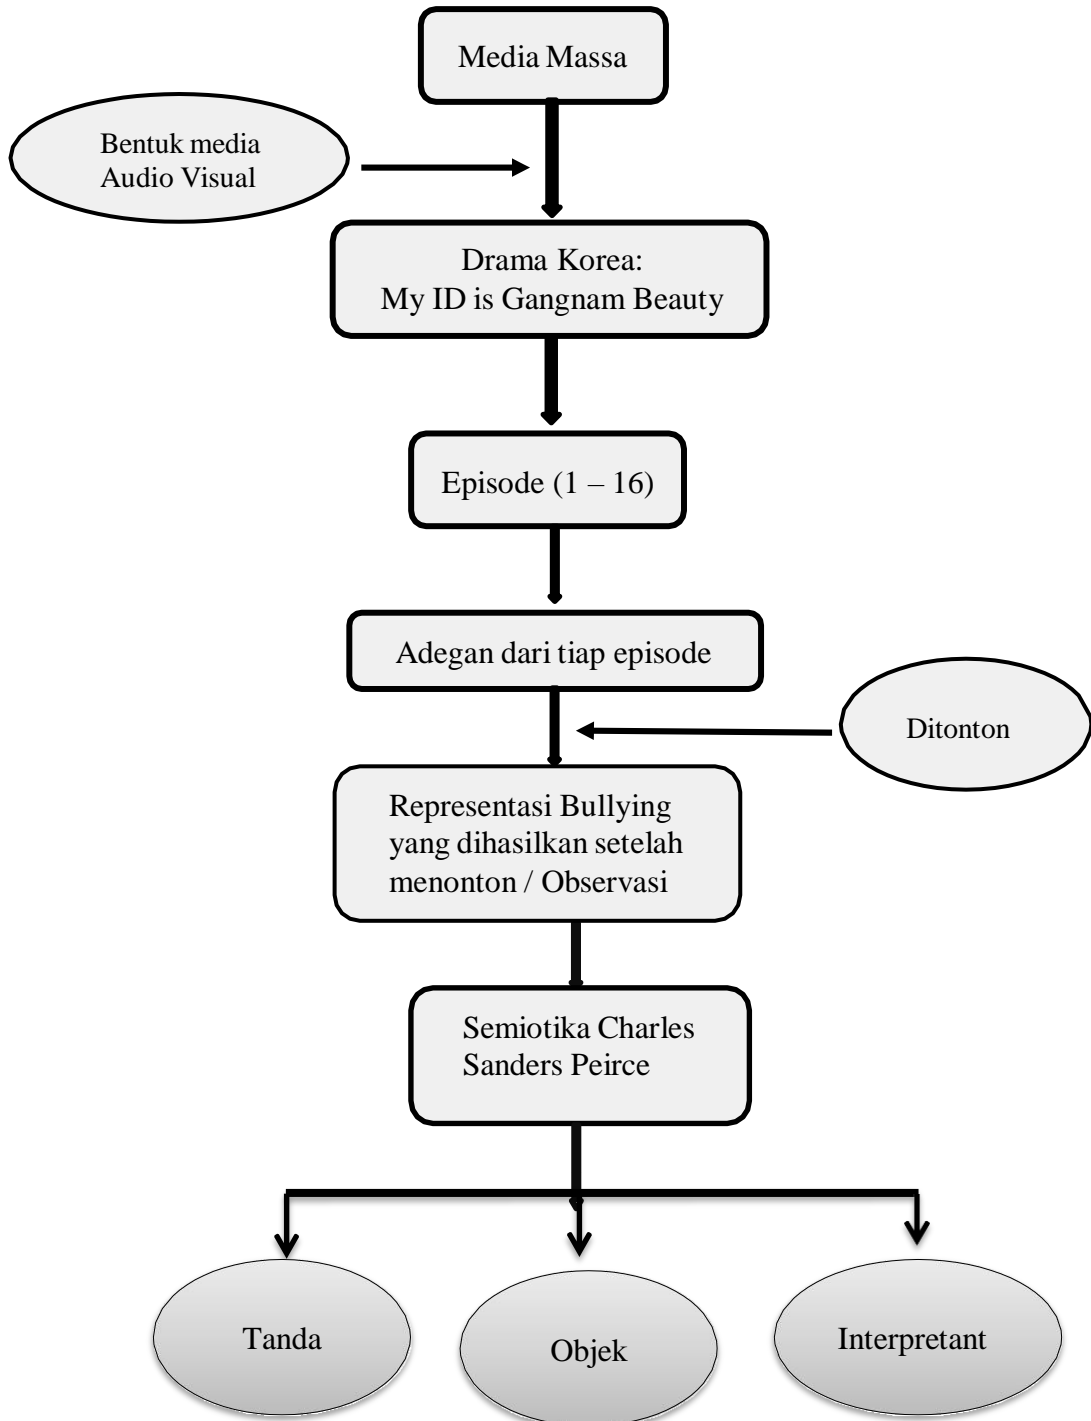 Media Massa
Bentuk media
Audio Visual
Drama Korea:
My ID is Gangnam Beauty
Episode (1 – 16)
Adegan dari tiap episode
Ditonton
Representasi Bullying
yang dihasilkan setelah
menonton / Observasi
Semiotika Charles
Sanders Peirce
Tanda
Objek
Interpretant